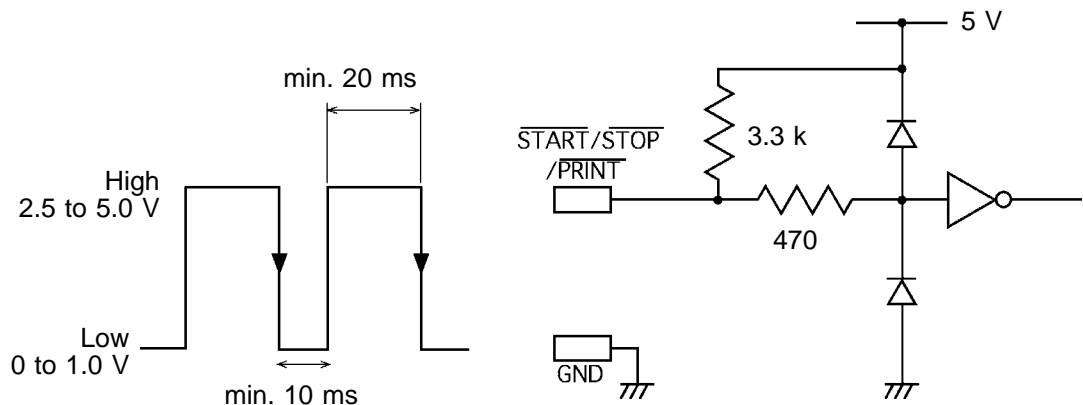 min. 20 ms
High
2.5 to 5.0 V
Low
0 to 1.0 V
min. 10 ms
5 V
START/STOP
/PRINT
3.3 k
470
GND